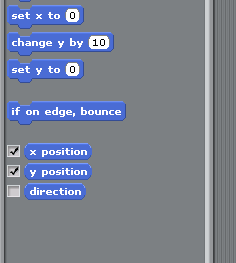 set x to 0
change y by 10
set y to 0
if on edge, bounce
x position
y position
direction